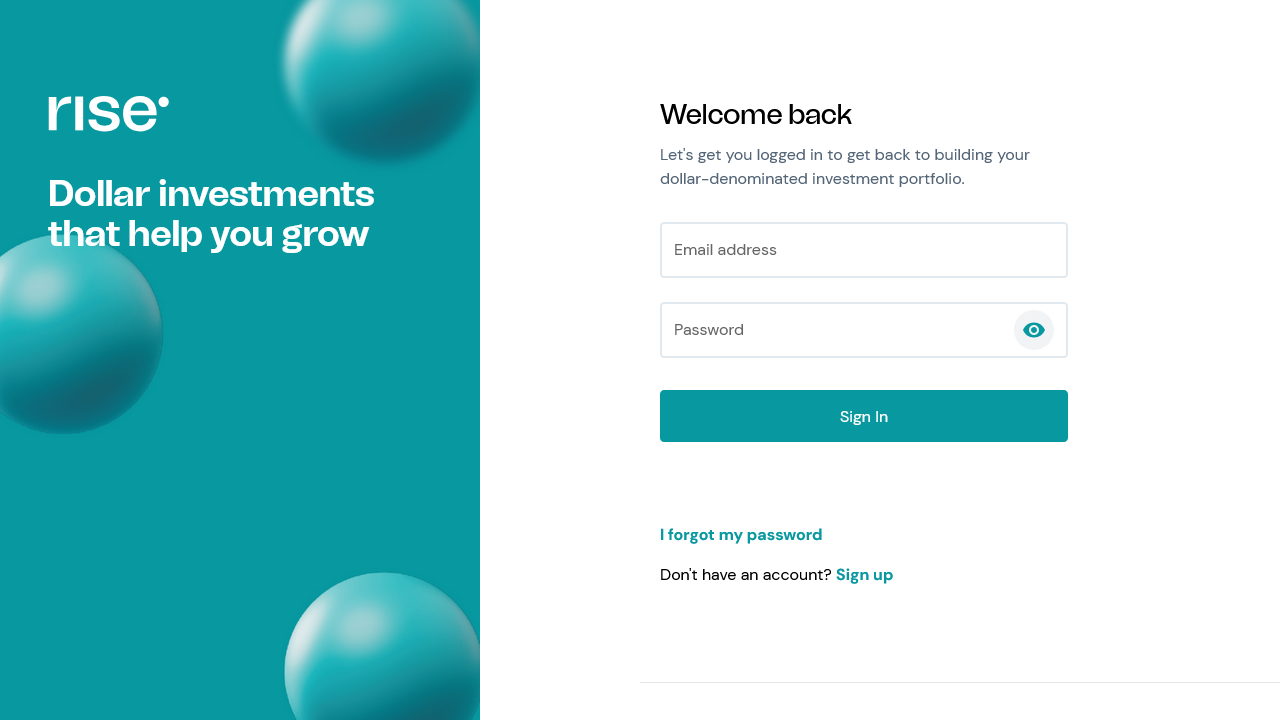 rise
Dollar investments
that help you grow
Welcome back
Let's get you logged in to get back to building your
dollar-denominated investment portfolio.
Email address
Password
Sign In
I forgot my password
Don't have an account? Sign up